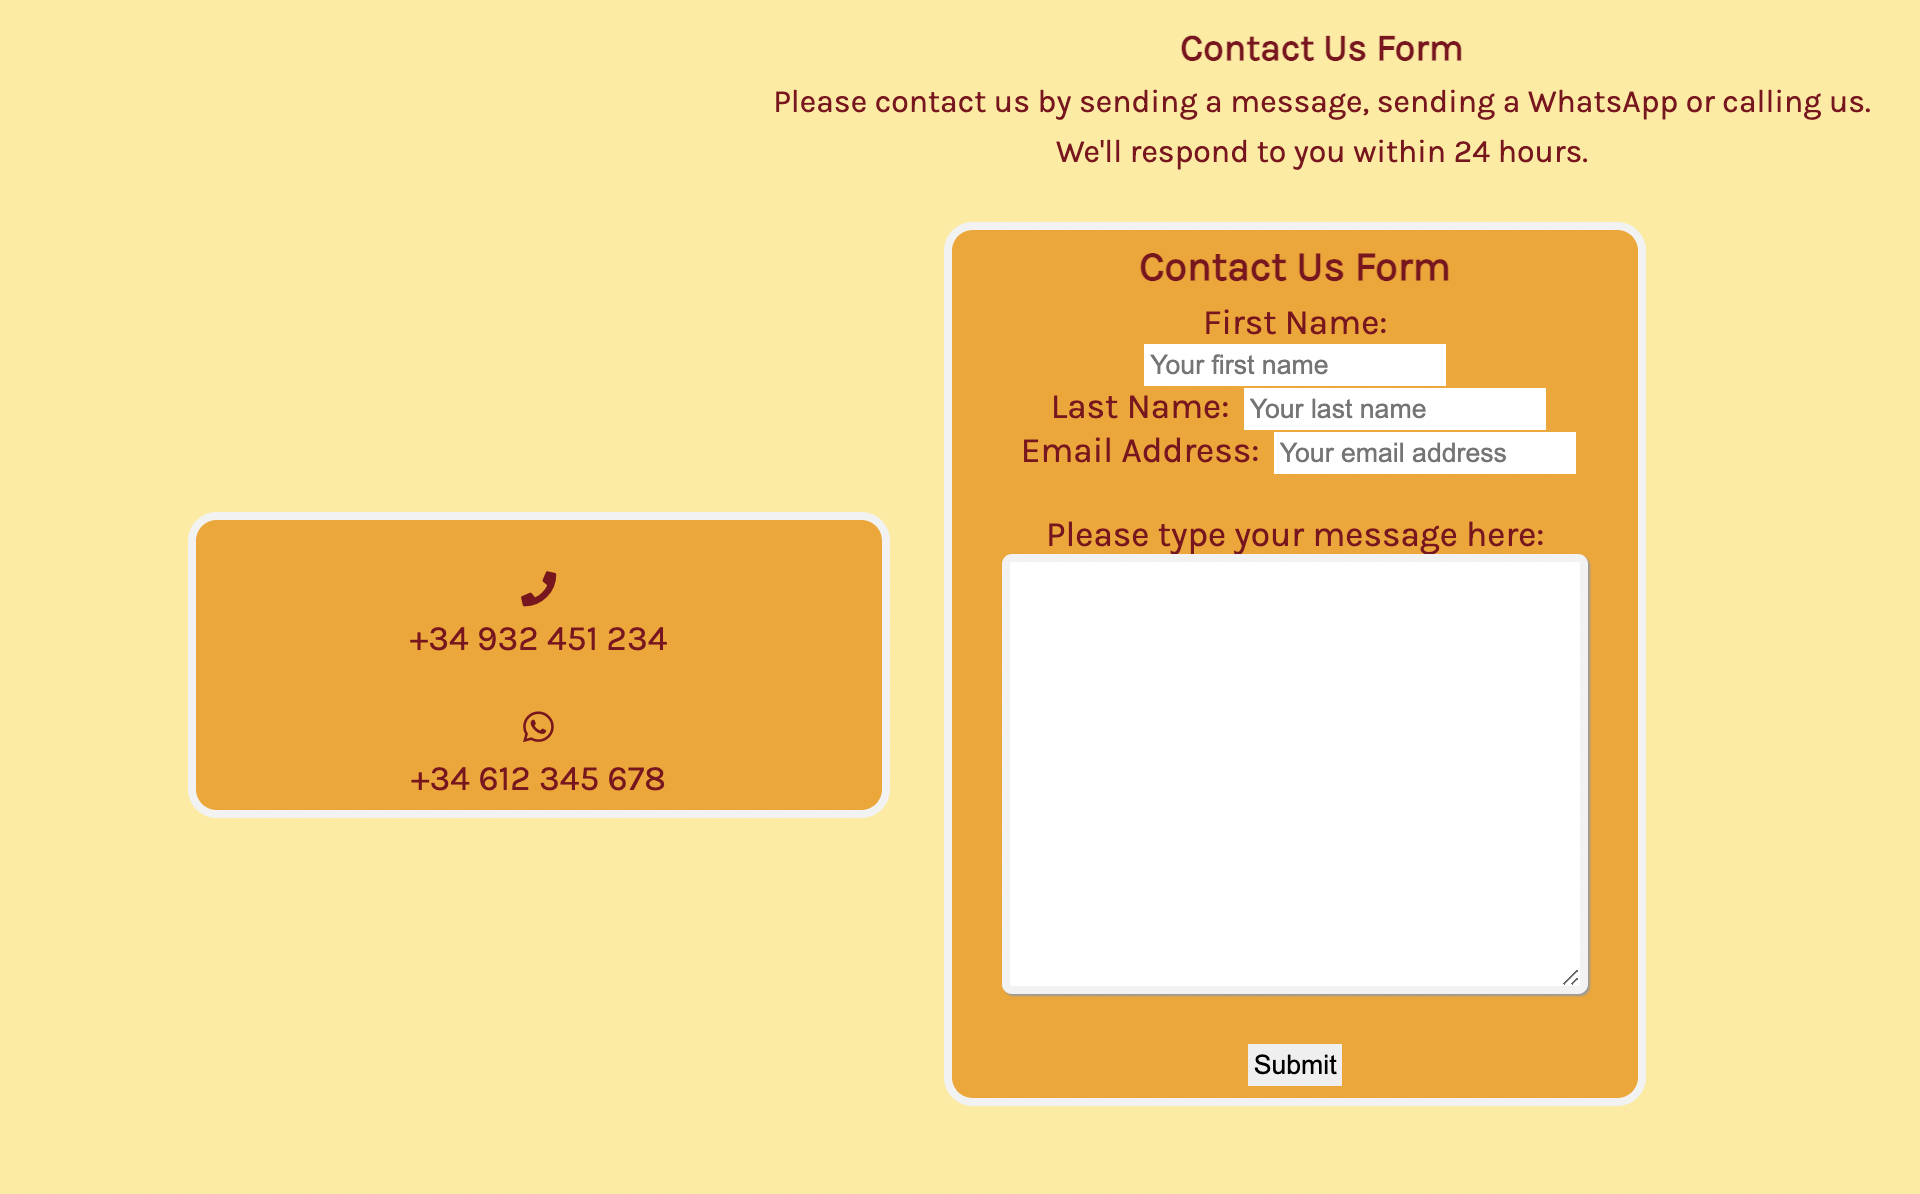 Contact Us Form
Please contact us by sending a message, sending a WhatsApp or calling us.
We'll respond to you within 24 hours.
+34 932 451 234
+34 612 345 678
Contact Us Form
First Name:
Your first name
Last Name: Your last name
Email Address: Your email address
Please type your message here:
Submit